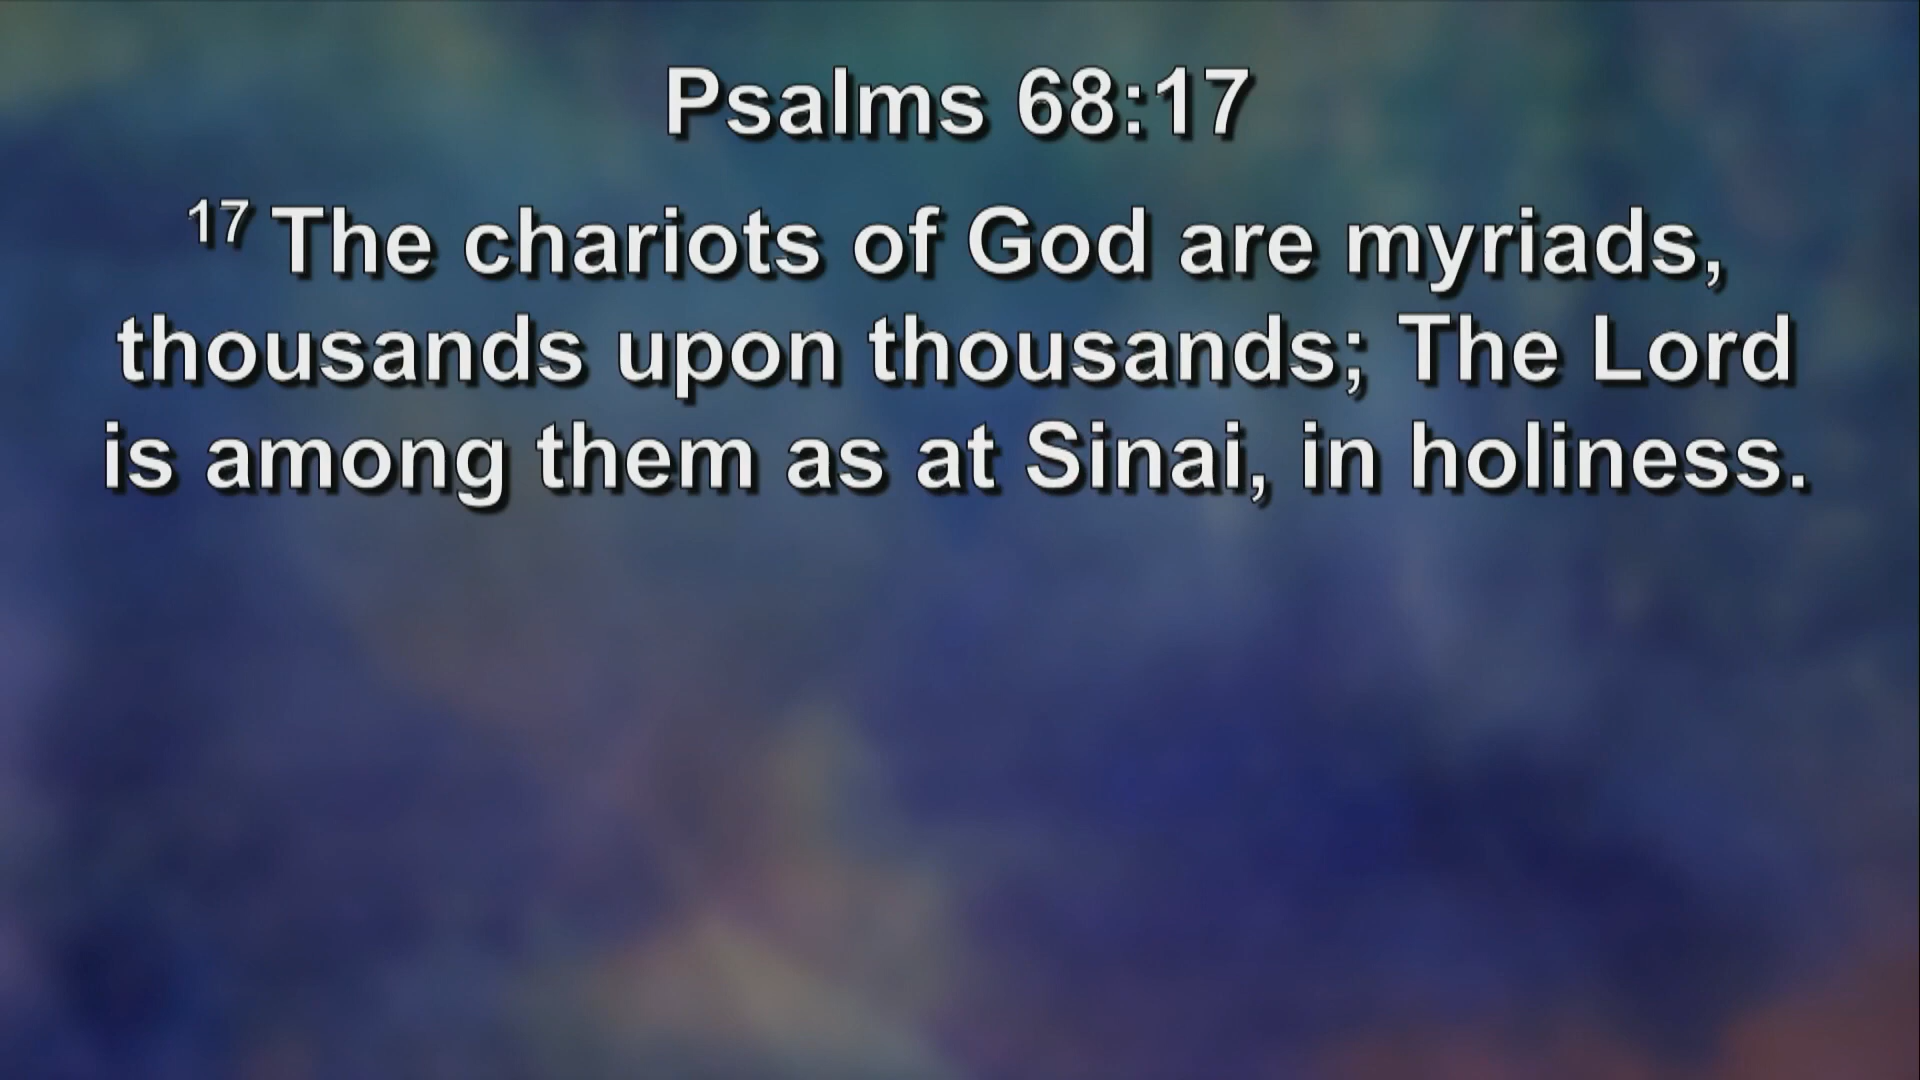 Psalms 68:17
17 The chariots of God are myriads,
thousands upon thousands; The Lord
is among them as at Sinai, in holiness.